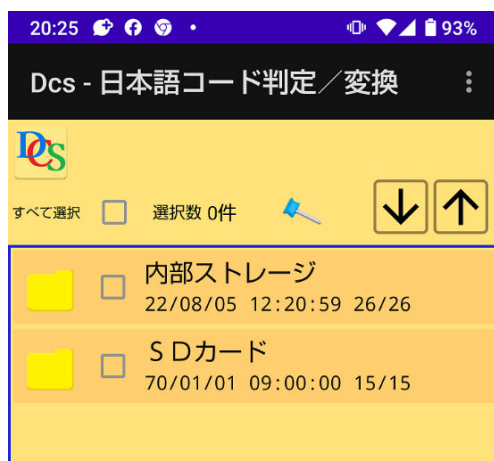 20:25 93%
Dcs - 日本語コード判定／変換
DCS
すべて選択 選択数 0件
内部ストレージ
22/08/05 12:20:59 26/26
ＳＤカード
70/01/01 09:00:00 15/15